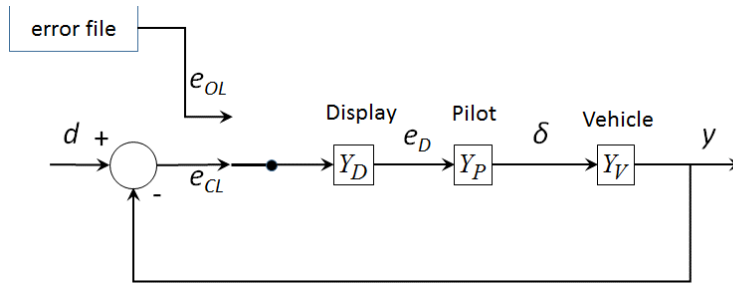 error file
e_OL
Display
Pilot
Vehicle
d +
e_D
δ
y
e_CL
-
Y_D
Y_P
Y_V